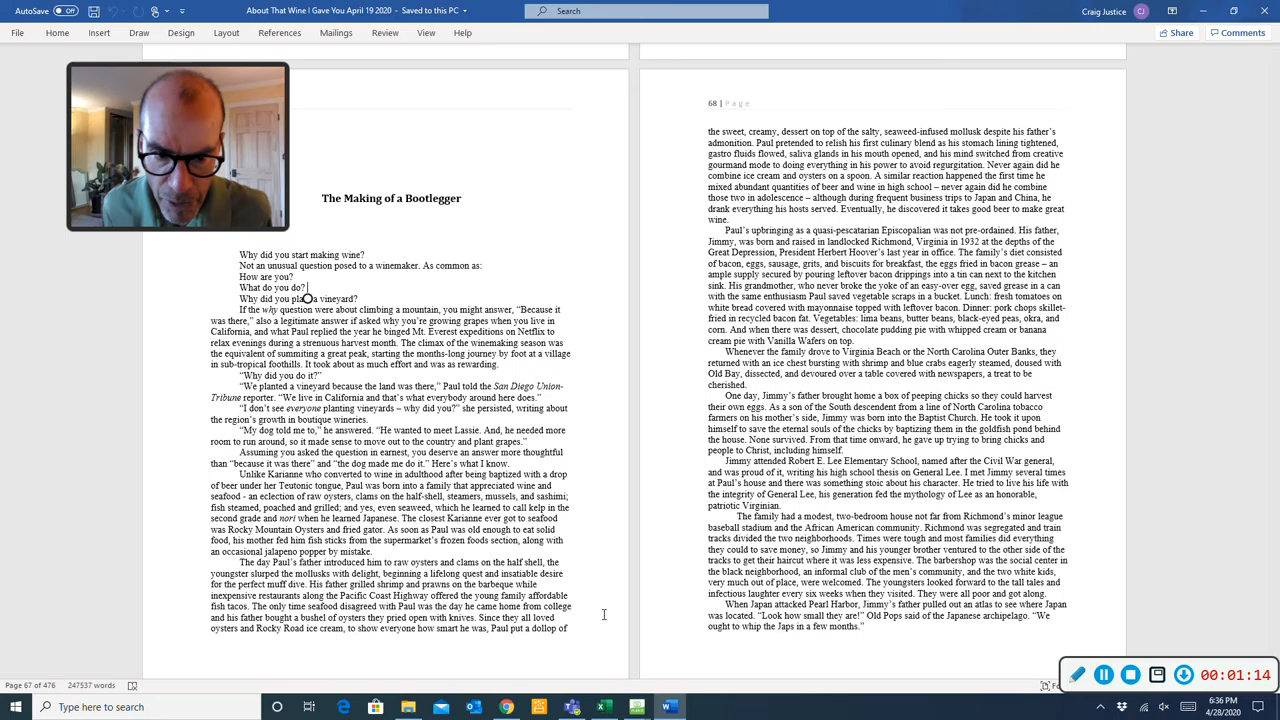 AutoSave Off
About That Wine I Gave You April 19 2020 - Saved to this PC
Search
Craig Justice
CJ
File Home Insert Draw Design Layout References Mailings Review View Help
Share Comments
The Making of a Bootlegger
Why did you start making wine?
Not an unusual question posed to a winemaker. As common as:
How are you?
What do you do?
Why did you pla a vineyard?
If the why question were about climbing a mountain, you might answer, “Because it
was there,” also a legitimate answer if asked why you’re growing grapes when you live in
California, and what Paul replied the year he binged Mt. Everest expeditions on Netflix to
relax evenings during a strenuous harvest month. The climax of the winemaking season was
the equivalent of summiting a great peak, starting the months-long journey by foot at a village
in sub-tropical foothills. It took about as much effort and was as rewarding.
“Why did you do it?”
“We planted a vineyard because the land was there,” Paul told the San Diego Union-
Tribune reporter. “We live in California and that’s what everybody around here does.”
“I don’t see everyone planting vineyards – why did you?” she persisted, writing about
the region’s growth in boutique wineries.
“My dog told me to,” he answered. “He wanted to meet Lassie. And, he needed more
room to run around, so it made sense to move out to the country and plant grapes.”
Assuming you asked the question in earnest, you deserve an answer more thoughtful
than “because it was there” and “the dog made me do it.” Here’s what I know.
Unlike Karianne who converted to wine in adulthood after being baptized with a drop
of beer under her Teutonic tongue, Paul was born into a family that appreciated wine and
seafood - an eclection of raw oysters, clams on the half-shell, steamers, mussels, and sashimi;
fish steamed, poached and grilled; and yes, even seaweed, which he learned to call kelp in the
second grade and nori when he learned Japanese. The closest Karianne ever got to seafood
was Rocky Mountain Oysters and fried gator. As soon as Paul was old enough to eat solid
food, his mother fed him fish sticks from the supermarket’s frozen foods section, along with
an occasional jalapeno popper by mistake.
The day Paul’s father introduced him to raw oysters and clams on the half shell, the
youngster slurped the mollusks with delight, beginning a lifelong quest and insatiable desire
for the perfect muff dive. His father grilled shrimp and prawns on the barbeque while
inexpensive restaurants along the Pacific Coast Highway offered the young family affordable
fish tacos. The only time seafood disagreed with Paul was the day he came home from college
and his father bought a bushel of oysters they pried open with knives. Since they all loved
oysters and Rocky Road ice cream, to show everyone how smart he was, Paul put a dollop of
68 | Page
the sweet, creamy, dessert on top of the salty, seaweed-infused mollusk despite his father’s
admonition. Paul pretended to relish his first culinary blend as his stomach lining tightened,
gastro fluids flowed, saliva glands in his mouth opened, and his mind switched from creative
gourmand mode to doing everything in his power to avoid regurgitation. Never again did he
combine ice cream and oysters on a spoon. A similar reaction happened the first time he
mixed abundant quantities of beer and wine in high school – never again did he combine
those two in adolescence – although during frequent business trips to Japan and China, he
drank everything his hosts served. Eventually, he discovered it takes good beer to make great
wine.
Paul’s upbringing as a quasi-pescatarian Episcopalian was not pre-ordained. His father,
Jimmy, was born and raised in landlocked Richmond, Virginia in 1932 at the depths of the
Great Depression, President Herbert Hoover’s last year in office. The family’s diet consisted
of bacon, eggs, sausage, grits, and biscuits for breakfast, the eggs fried in bacon grease – an
ample supply secured by pouring leftover bacon drippings into a tin can next to the kitchen
sink. His grandmother, who never broke the yoke of an easy-over egg, saved grease in a can
with the same enthusiasm Paul saved vegetable scraps in a bucket. Lunch: fresh tomatoes on
white bread covered with mayonnaise topped with leftover bacon. Dinner: pork chops skillet-
fried in recycled bacon fat. Vegetables: lima beans, butter beans, black-eyed peas, okra, and
corn. And when there was dessert, chocolate pudding pie with whipped cream or banana
cream pie with Vanilla Wafers on top.
Whenever the family drove to Virginia Beach or the North Carolina Outer Banks, they
returned with an ice chest bursting with shrimp and blue crabs eagerly steamed, doused with
Old Bay, dissected, and devoured over a table covered with newspapers, a treat to be
cherished.
One day, Jimmy’s father brought home a box of peeping chicks so they could harvest
their own eggs. As a son of the South descendent from a line of North Carolina tobacco
farmers on his mother’s side, Jimmy was born into the Baptist Church. He took it upon
himself to save the eternal souls of the chicks by baptizing them in the goldfish pond behind
the house. None survived. From that time onward, he gave up trying to bring chicks and
people to Christ, including himself.
Jimmy attended Robert E. Lee Elementary School, named after the Civil War general,
and was proud of it, writing his high school thesis on General Lee. I met Jimmy several times
at Paul’s house and there was something stoic about his character. He tried to live his life with
the integrity of General Lee, his generation fed the mythology of Lee as an honorable,
patriotic Virginian.
The family had a modest, two-bedroom house not far from Richmond’s minor league
baseball stadium and the African American community. Richmond was segregated and train
tracks divided the two neighborhoods. Times were tough and most families did everything
they could to save money, so Jimmy and his younger brother ventured to the other side of the
tracks to get their haircut where it was less expensive. The barbershop was the social center in
the black neighborhood, an informal club of the men’s community, and the two white kids,
very much out of place, were welcomed. The youngsters looked forward to the tall tales and
infectious laughter every six weeks when they visited. They were all poor and got along.
When Japan attacked Pearl Harbor, Jimmy’s father pulled out an atlas to see where Japan
was located. “Look how small they are!” Old Pops said of the Japanese archipelago. “We
ought to whip the Japs in a few months.”
Page 67 of 476 247537 words
00:01:14
Type here to search
6:36 PM
4/28/2020